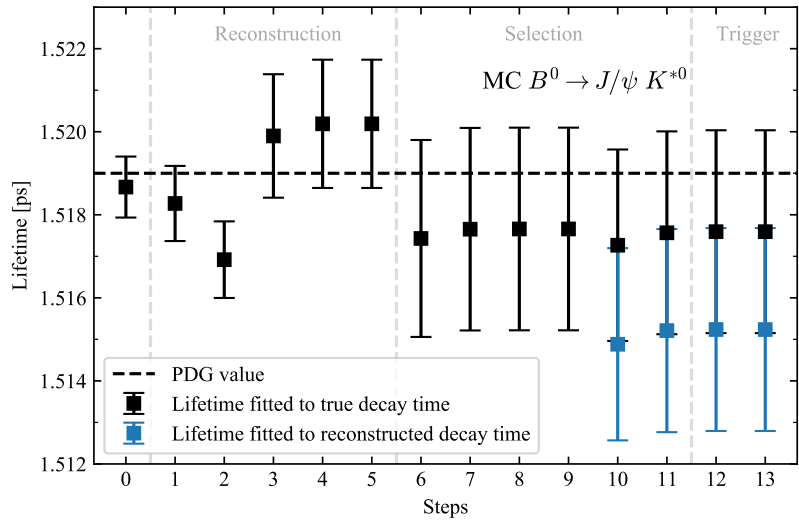 Reconstruction Selection Trigger
MC B⁰ → J/ψ K*⁰
Lifetime [ps]
1.522
1.520
1.518
1.516
1.514
1.512
PDG value
Lifetime fitted to true decay time
Lifetime fitted to reconstructed decay time
0 1 2 3 4 5 6 7 8 9 10 11 12 13
Steps